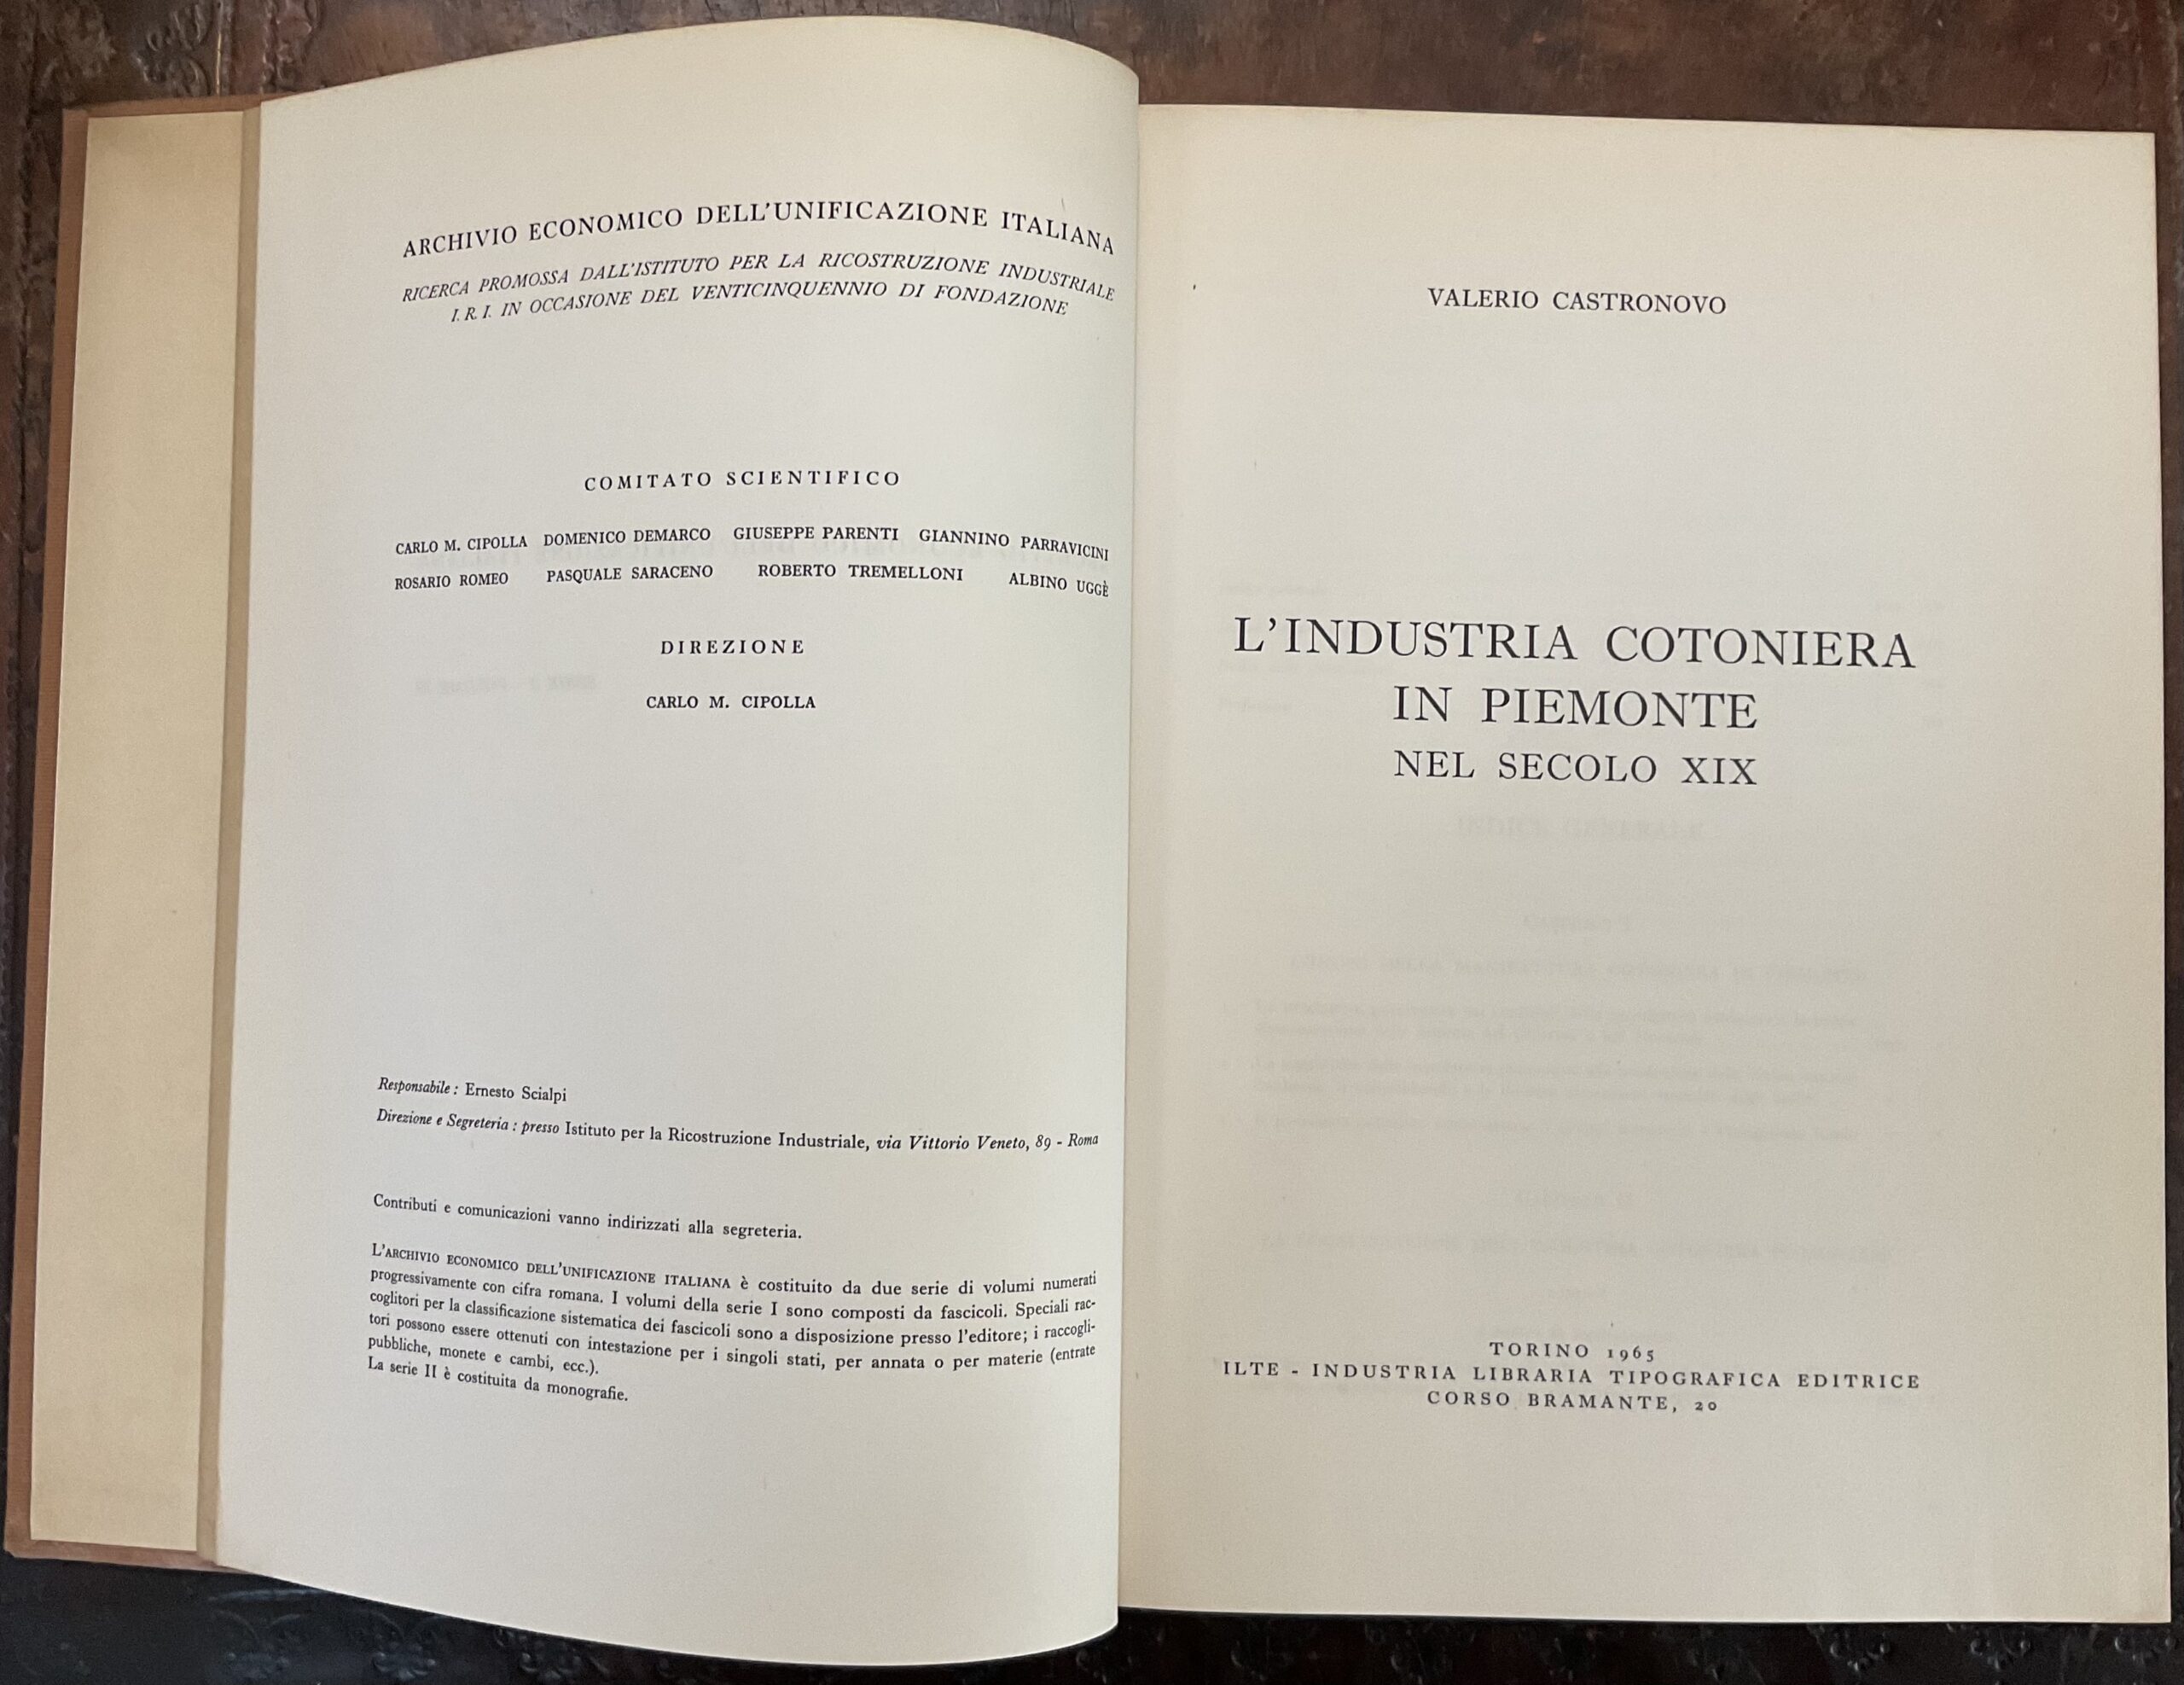 ARCHIVIO ECONOMICO DELL'UNIFICAZIONE ITALIANA
RICERCA PROMOSSA DALL'ISTITUTO PER LA RICOSTRUZIONE INDUSTRIALE
I. R. I. IN OCCASIONE DEL VENTICINQUENNIO DI FONDAZIONE
COMITATO SCIENTIFICO
CARLO M. CIPOLLA DOMENICO DEMARCO GIUSEPPE PARENTI GIANNINO PARRAVICINI
ROSARIO ROMEO PASQUALE SARACENO ROBERTO TREMELLONI ALBINO UGGÈ
DIREZIONE
CARLO M. CIPOLLA
Responsabile : Ernesto Scialpi
Direzione e Segreteria : presso Istituto per la Ricostruzione Industriale, via Vittorio Veneto, 89 - Roma
Contributi e comunicazioni vanno indirizzati alla segreteria.
L'ARCHIVIO ECONOMICO DELL'UNIFICAZIONE ITALIANA è costituito da due serie di volumi numerati
progressivamente con cifra romana. I volumi della serie I sono composti da fascicoli. Speciali rac-
coglitori per la classificazione sistematica dei fascicoli sono a disposizione presso l'editore; i raccogli-
tori possono essere ottenuti con intestazione per i singoli stati, per annata o per materie (entrate
pubbliche, monete e cambi, ecc.).
La serie II è costituita da monografie.
VALERIO CASTRONOVO
L'INDUSTRIA COTONIERA
IN PIEMONTE
NEL SECOLO XIX
TORINO 1965
ILTE - INDUSTRIA LIBRARIA TIPOGRAFICA EDITRICE
CORSO BRAMANTE, 20